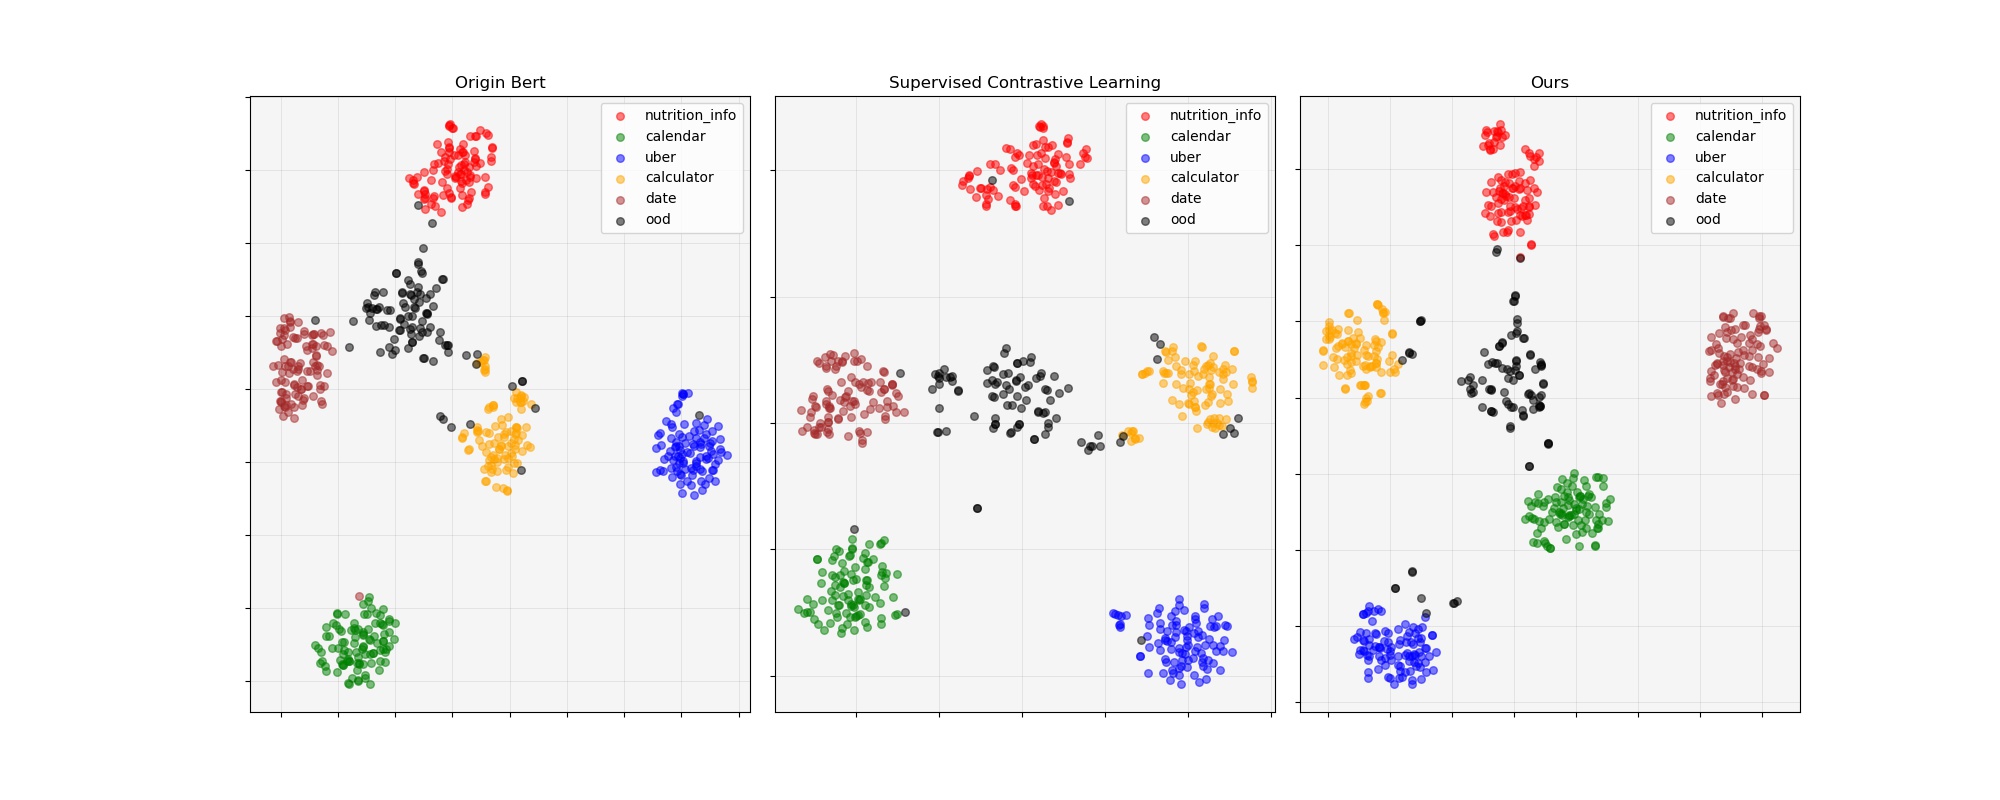 Origin Bert
nutrition_info
calendar
uber
calculator
date
ood
Supervised Contrastive Learning
nutrition_info
calendar
uber
calculator
date
ood
Ours
nutrition_info
calendar
uber
calculator
date
ood